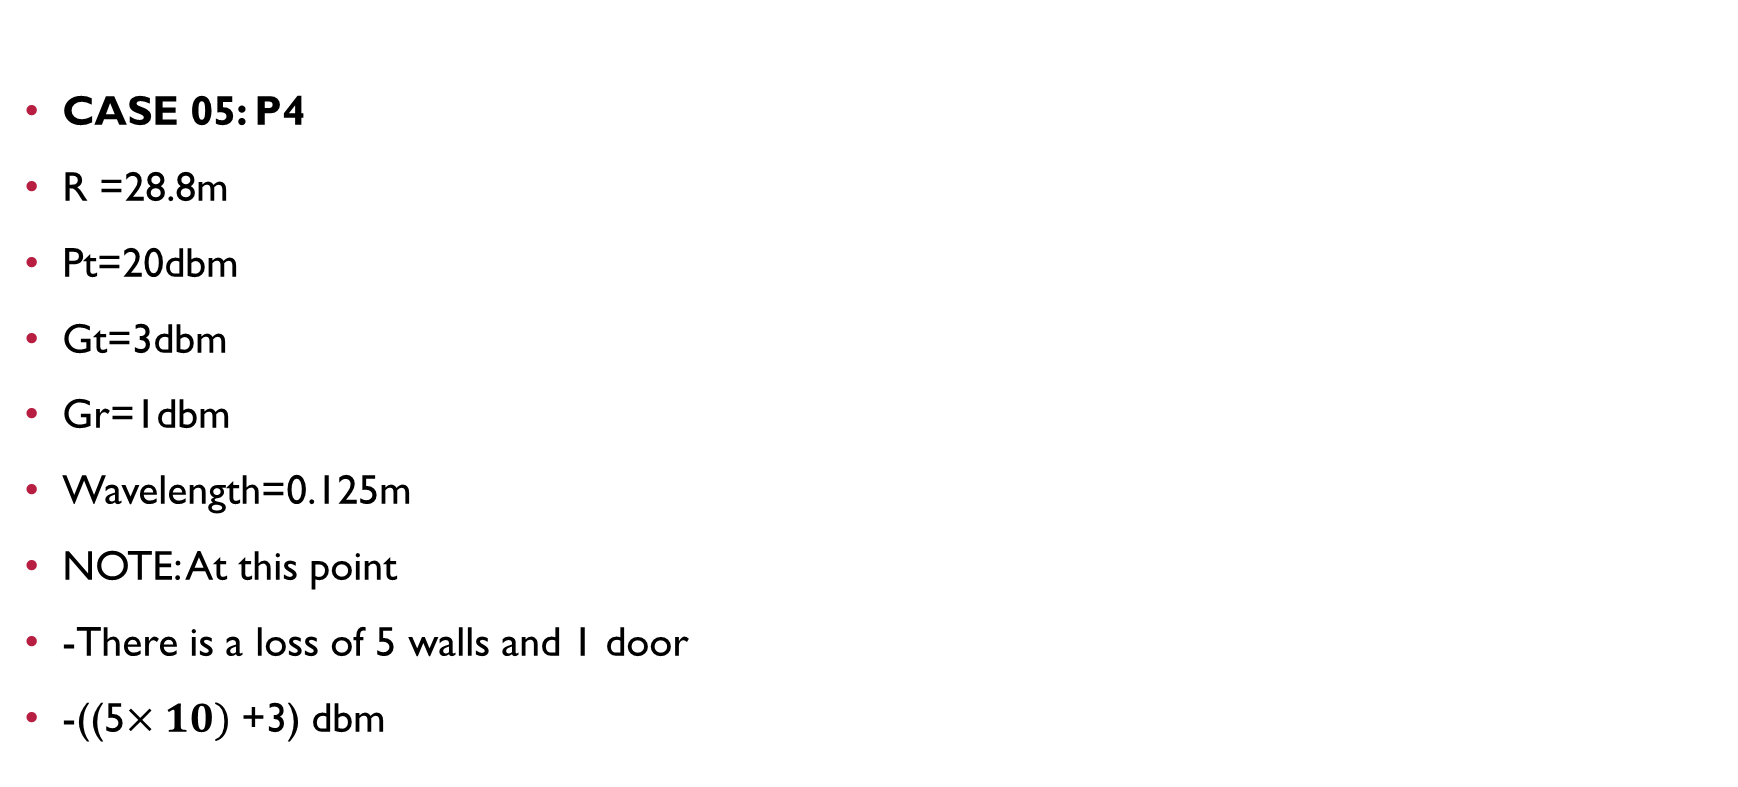 • CASE 05: P4
• R =28.8m
• Pt=20dbm
• Gt=3dbm
• Gr=1dbm
• Wavelength=0.125m
• NOTE: At this point
• -There is a loss of 5 walls and 1 door
• -((5× 10) +3) dbm